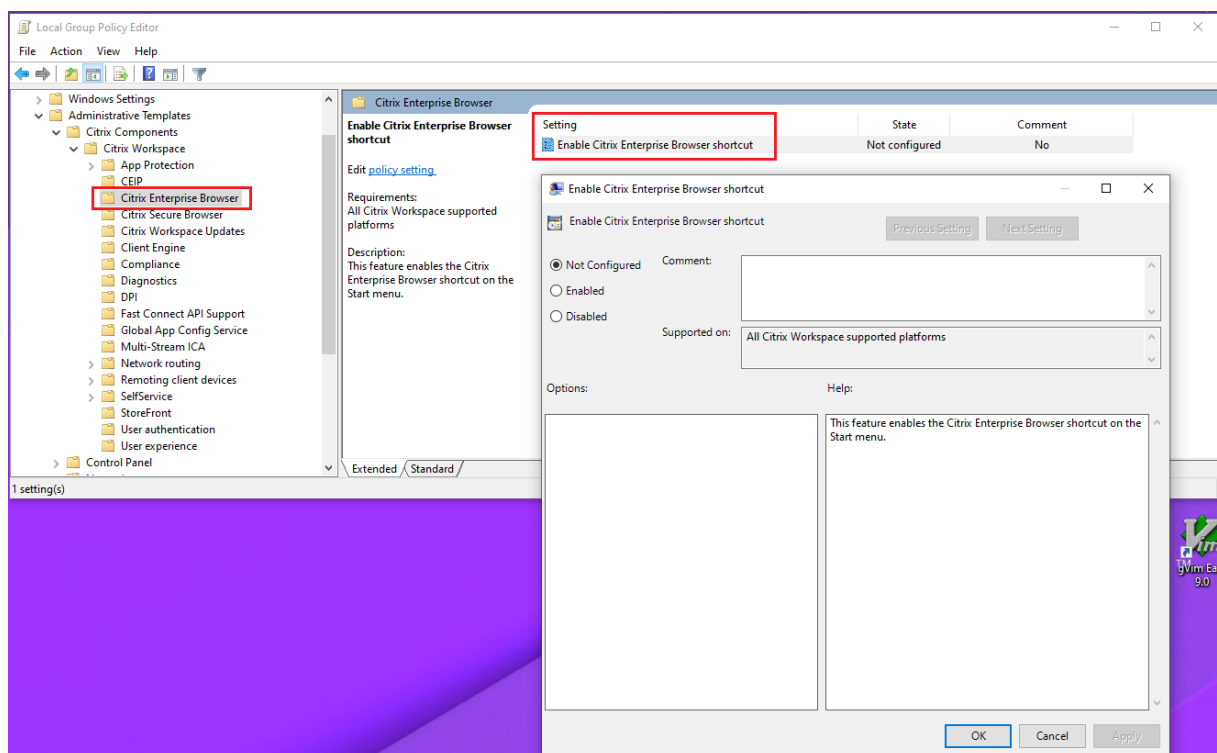 Local Group Policy Editor
File Action View Help
Windows Settings
Administrative Templates
Citrix Components
Citrix Workspace
App Protection
CEIP
Citrix Enterprise Browser
Citrix Secure Browser
Citrix Workspace Updates
Client Engine
Compliance
Diagnostics
DPI
Fast Connect API Support
Global App Config Service
Multi-Stream ICA
Network routing
Remoting client devices
SelfService
StoreFront
User authentication
User experience
Control Panel
1 setting(s)
Citrix Enterprise Browser
Enable Citrix Enterprise Browser
shortcut
Edit policy setting
Requirements:
All Citrix Workspace supported
platforms
Description:
This feature enables the Citrix
Enterprise Browser shortcut on the
Start menu.
Extended Standard
Setting State Comment
Enable Citrix Enterprise Browser shortcut Not configured No
Enable Citrix Enterprise Browser shortcut
Enable Citrix Enterprise Browser shortcut
Previous Setting Next Setting
Not Configured
Enabled
Disabled
Comment:
Supported on: All Citrix Workspace supported platforms
Options: Help:
This feature enables the Citrix Enterprise Browser shortcut on the
Start menu.
OK Cancel Apply
Vim
gVim Ea
9.0